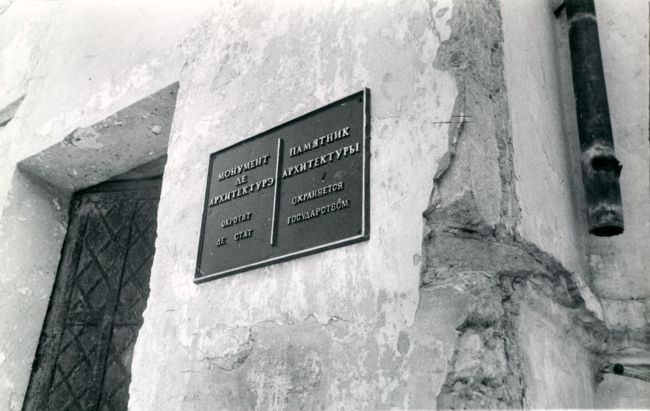 МОНУМЕНТ
ДЕ
АРХИТЕКТУРЭ
ОКРОТИТ
ДЕ СТАТ
ПАМЯТНИК
АРХИТЕКТУРЫ
ОХРАНЯЕТСЯ
ГОСУДАРСТВОМ